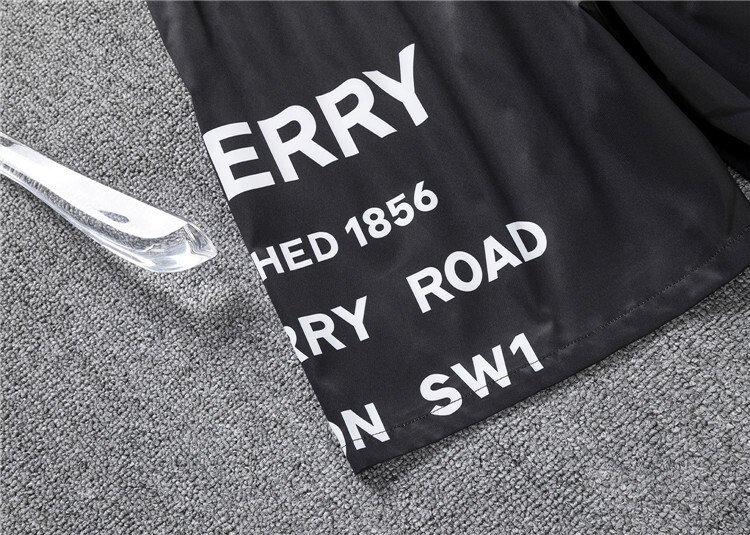 ERRY
HED 1856
RRY ROAD
ON SW1